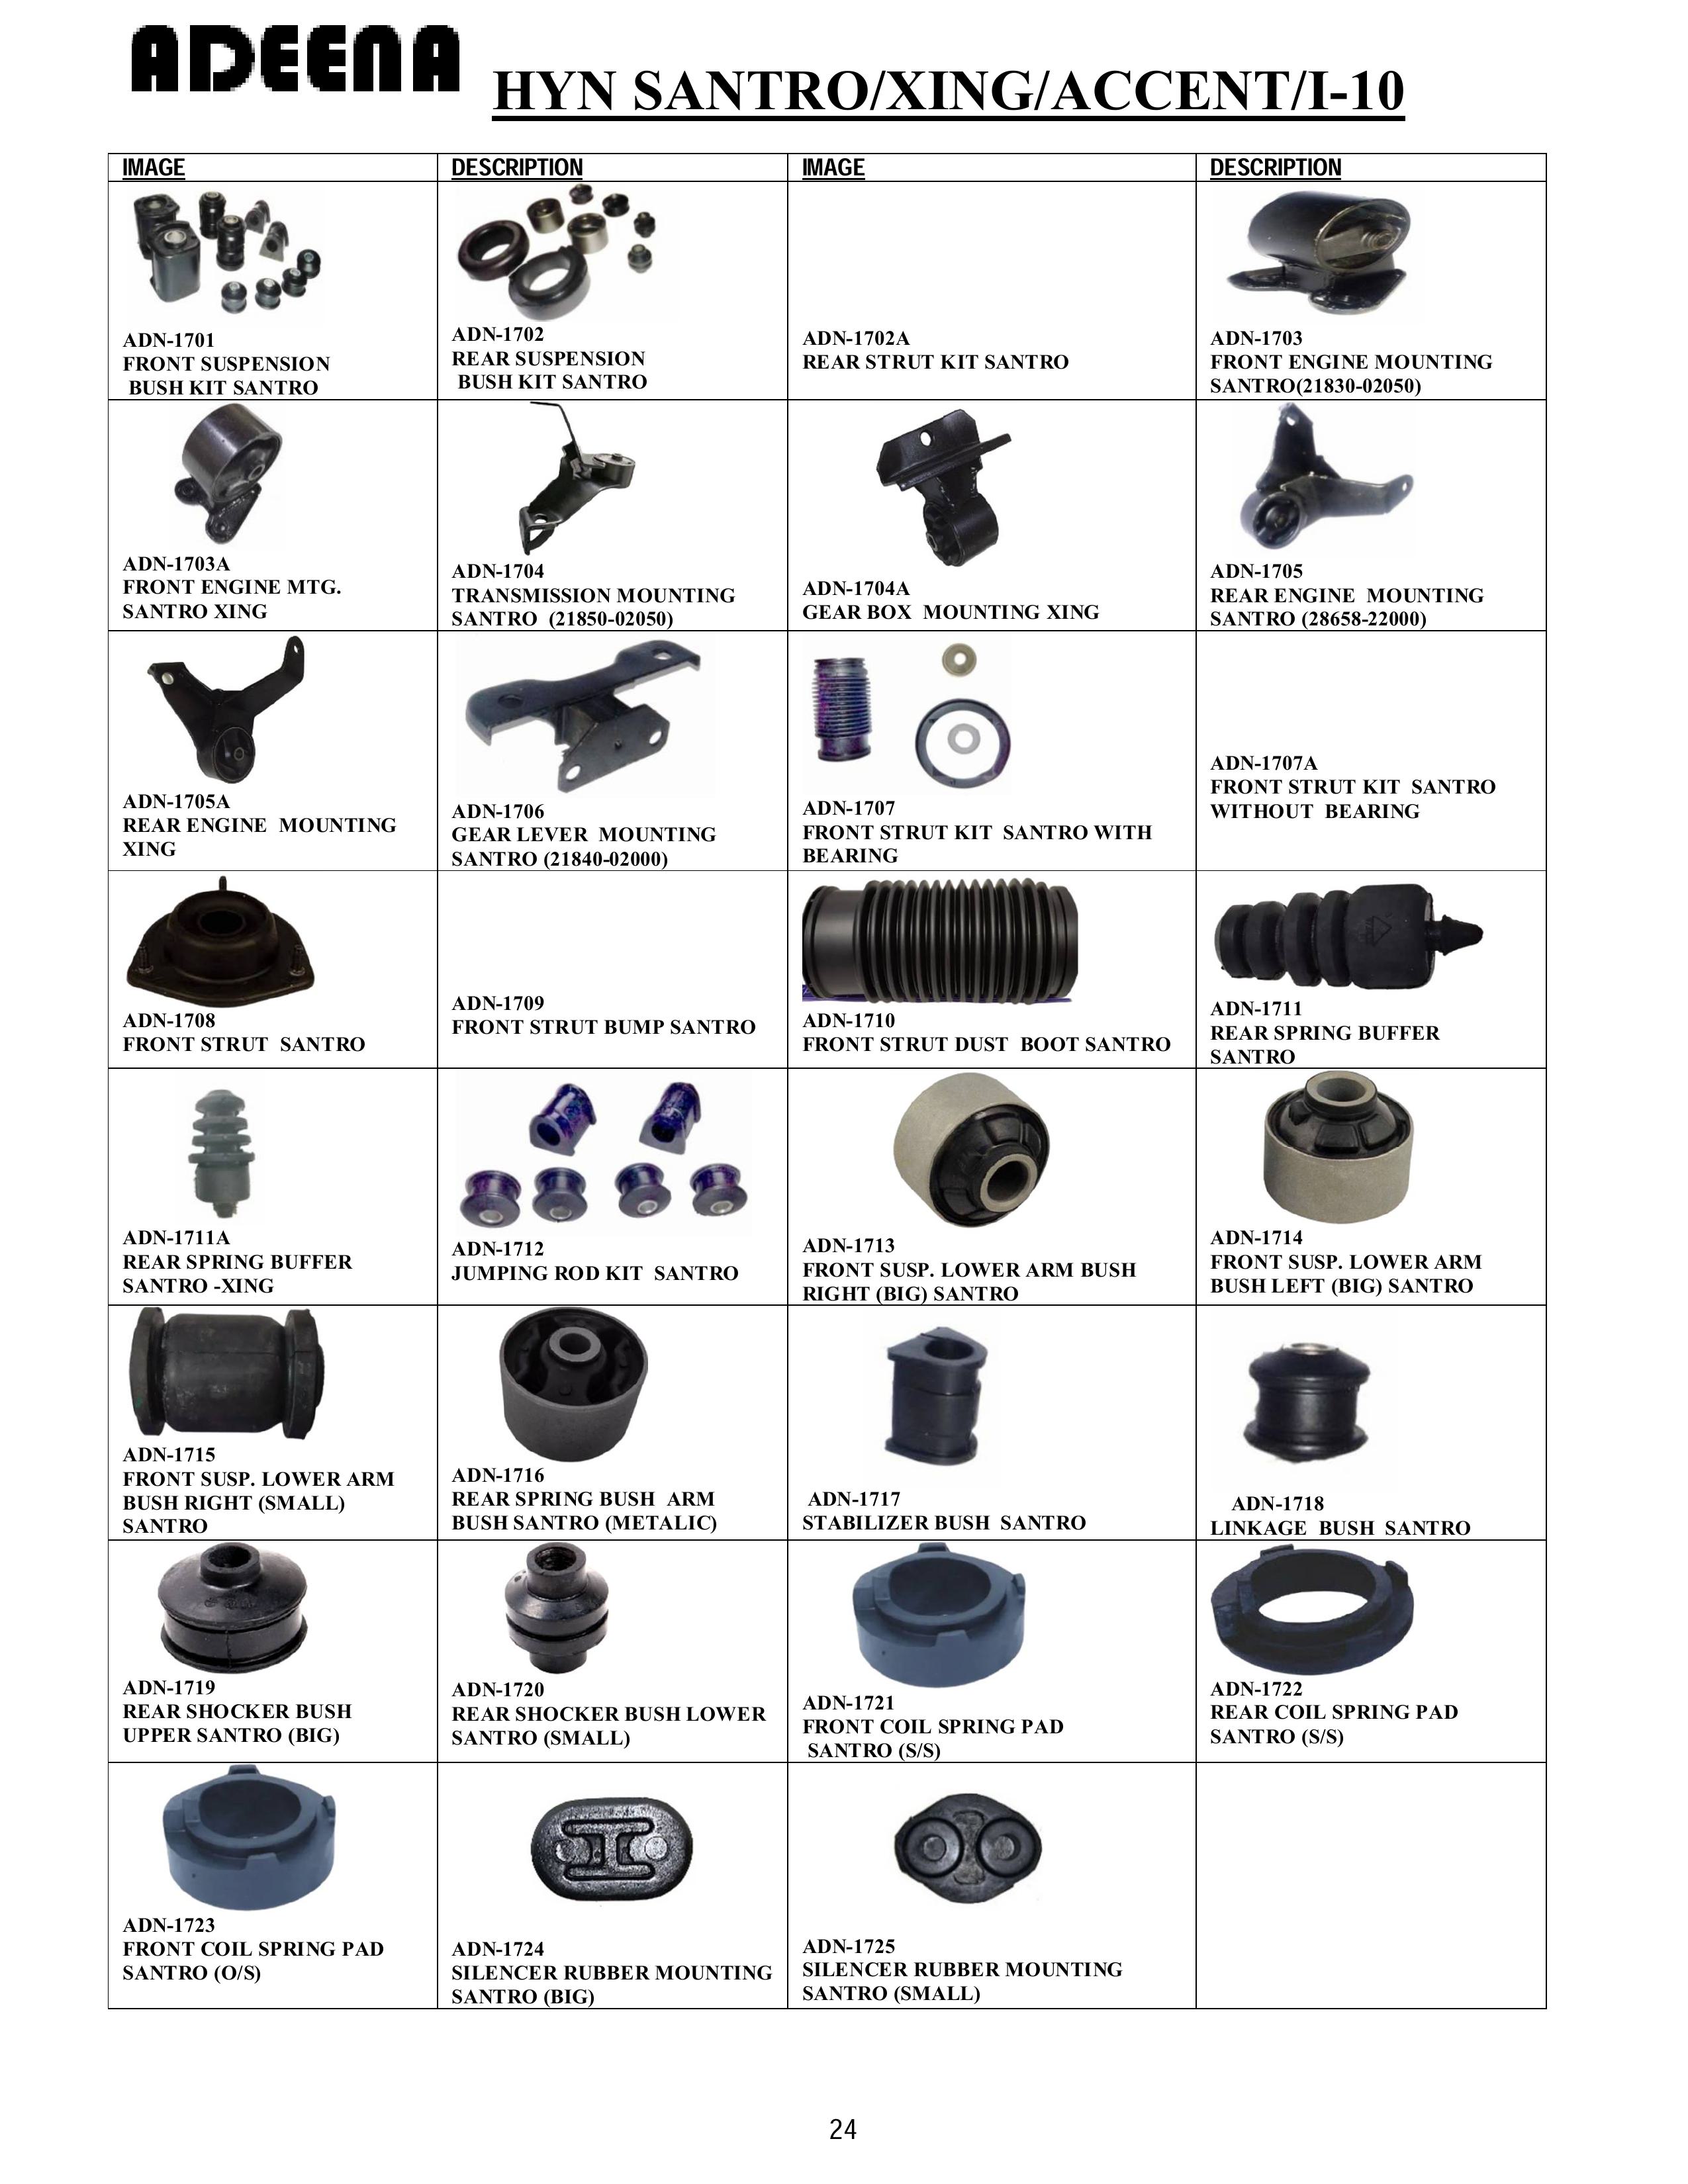 ADEENA
HYN SANTRO/XING/ACCENT/I-10
IMAGE
DESCRIPTION
IMAGE
DESCRIPTION
ADN-1701
FRONT SUSPENSION
BUSH KIT SANTRO
ADN-1702
REAR SUSPENSION
BUSH KIT SANTRO
ADN-1702A
REAR STRUT KIT SANTRO
ADN-1703
FRONT ENGINE MOUNTING
SANTRO(21830-02050)
ADN-1703A
FRONT ENGINE MTG.
SANTRO XING
ADN-1704
TRANSMISSION MOUNTING
SANTRO (21850-02050)
ADN-1704A
GEAR BOX MOUNTING XING
ADN-1705
REAR ENGINE MOUNTING
SANTRO (28658-22000)
ADN-1705A
REAR ENGINE MOUNTING
XING
ADN-1706
GEAR LEVER MOUNTING
SANTRO (21840-02000)
ADN-1707
FRONT STRUT KIT SANTRO WITH
BEARING
ADN-1707A
FRONT STRUT KIT SANTRO
WITHOUT BEARING
ADN-1708
FRONT STRUT SANTRO
ADN-1709
FRONT STRUT BUMP SANTRO
ADN-1710
FRONT STRUT DUST BOOT SANTRO
ADN-1711
REAR SPRING BUFFER
SANTRO
ADN-1711A
REAR SPRING BUFFER
SANTRO -XING
ADN-1712
JUMPING ROD KIT SANTRO
ADN-1713
FRONT SUSP. LOWER ARM BUSH
RIGHT (BIG) SANTRO
ADN-1714
FRONT SUSP. LOWER ARM
BUSH LEFT (BIG) SANTRO
ADN-1715
FRONT SUSP. LOWER ARM
BUSH RIGHT (SMALL)
SANTRO
ADN-1716
REAR SPRING BUSH ARM
BUSH SANTRO (METALIC)
ADN-1717
STABILIZER BUSH SANTRO
ADN-1718
LINKAGE BUSH SANTRO
ADN-1719
REAR SHOCKER BUSH
UPPER SANTRO (BIG)
ADN-1720
REAR SHOCKER BUSH LOWER
SANTRO (SMALL)
ADN-1721
FRONT COIL SPRING PAD
SANTRO (S/S)
ADN-1722
REAR COIL SPRING PAD
SANTRO (S/S)
ADN-1723
FRONT COIL SPRING PAD
SANTRO (O/S)
ADN-1724
SILENCER RUBBER MOUNTING
SANTRO (BIG)
ADN-1725
SILENCER RUBBER MOUNTING
SANTRO (SMALL)
24